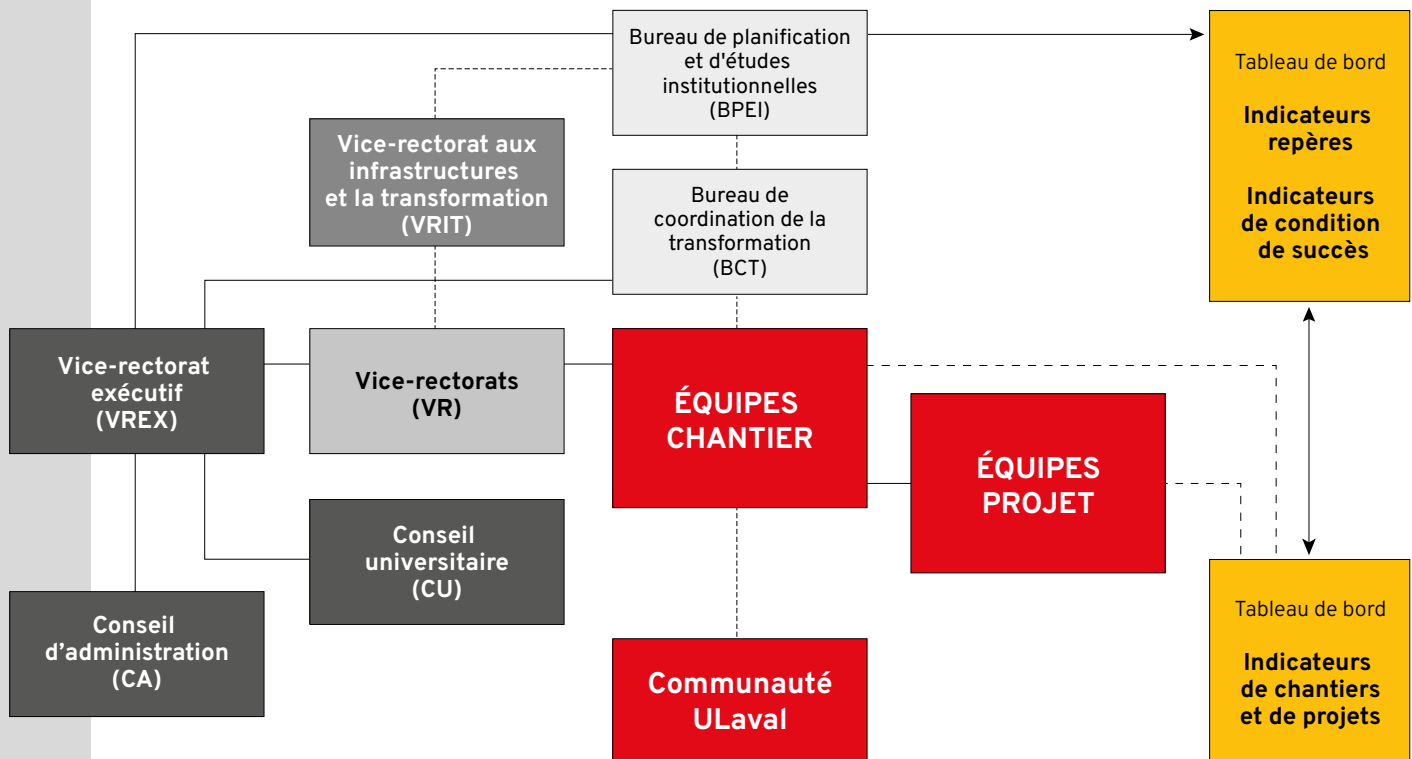 Bureau de planification
et d'études
institutionnelles
(BPEI)
Tableau de bord
Indicateurs
repères
Indicateurs
de condition
de succès
Vice-rectorat aux
infrastructures
et la transformation
(VRIT)
Bureau de
coordination de la
transformation
(BCT)
Vice-rectorat
exécutif
(VREX)
Vice-rectorats
(VR)
ÉQUIPES
CHANTIER
ÉQUIPES
PROJET
Conseil
universitaire
(CU)
Conseil
d’administration
(CA)
Communauté
ULaval
Tableau de bord
Indicateurs
de chantiers
et de projets